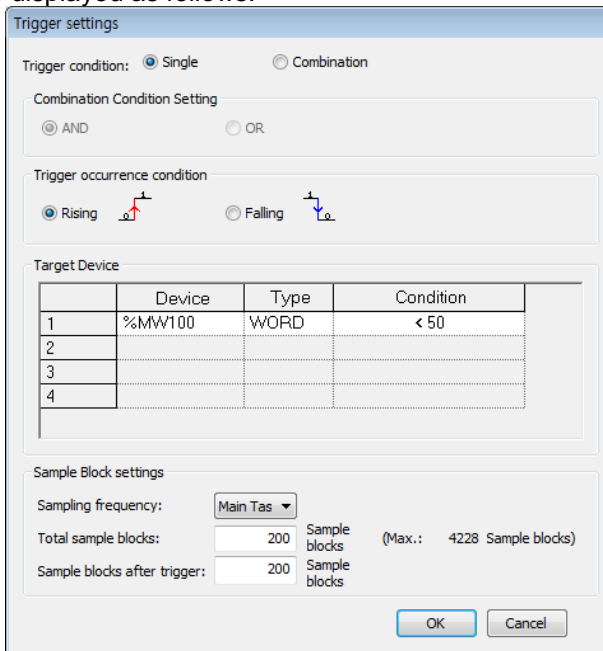 displayed as follows:
Trigger settings
Trigger condition: Single Combination
Combination Condition Setting
AND OR
Trigger occurrence condition
Rising 0 1 Falling 1 0
Target Device
Device Type Condition
1 %MW100 WORD < 50
2
3
4
Sample Block settings
Sampling frequency: Main Tas
Total sample blocks: 200 Sample blocks (Max.: 4228 Sample blocks)
Sample blocks after trigger: 200 Sample blocks
OK Cancel